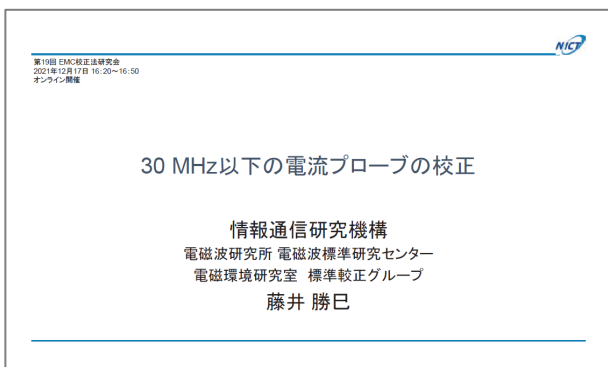 NICT
第19回 EMC校正法研究会
2021年12月17日 16:20～16:50
オンライン開催
30 MHz以下の電流プローブの校正
情報通信研究機構
電磁波研究所 電磁波標準研究センター
電磁環境研究室 標準較正グループ
藤井 勝巳